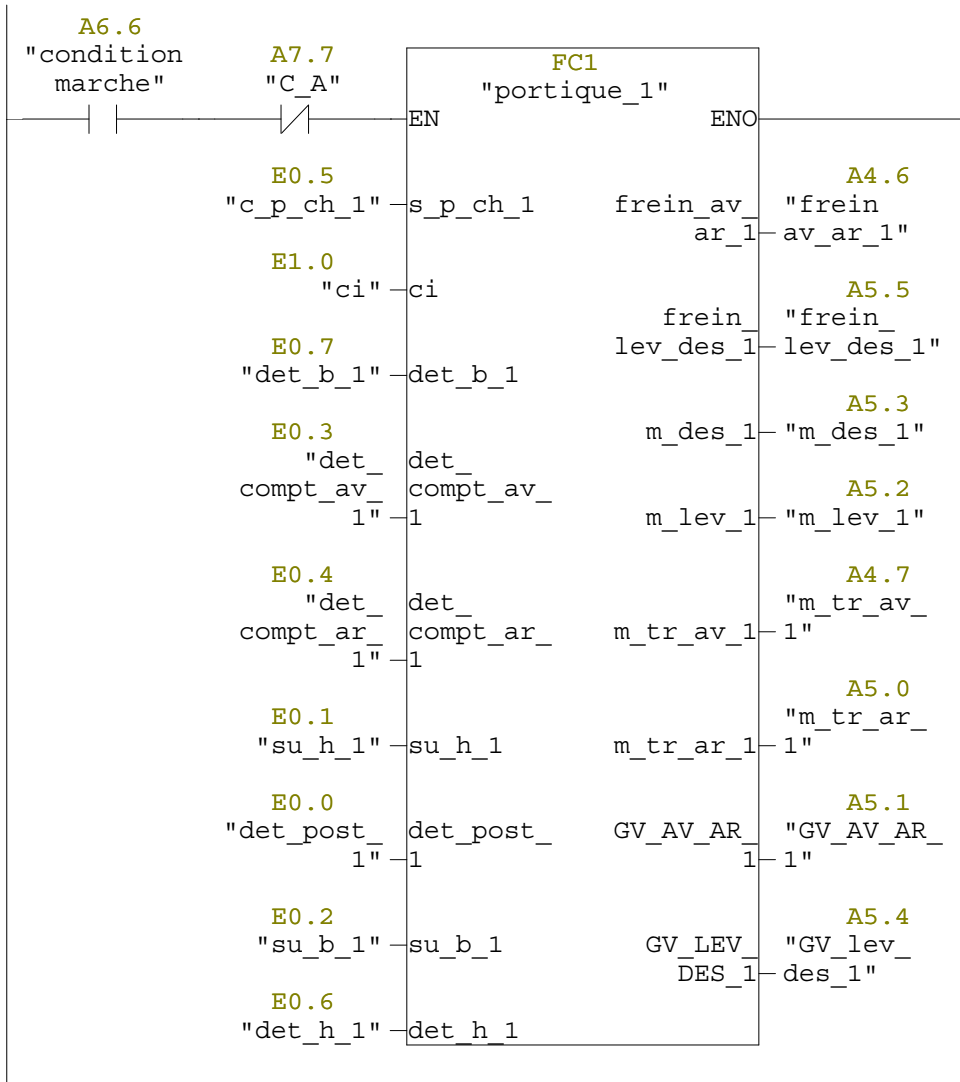 A6.6
"condition
marche"
A7.7
"C_A"
FC1
"portique_1"
EN
ENO
E0.5
"c_p_ch_1"
s_p_ch_1
E1.0
"ci"
ci
E0.7
"det_b_1"
det_b_1
E0.3
"det_
compt_av_
1"
det_
compt_av_
1
E0.4
"det_
compt_ar_
1"
det_
compt_ar_
1
E0.1
"su_h_1"
su_h_1
E0.0
"det_post_
1"
det_post_
1
E0.2
"su_b_1"
su_b_1
E0.6
"det_h_1"
det_h_1
frein_av_
ar_1
A4.6
"frein
av_ar_1"
frein_
lev_des_1
A5.5
"frein_
lev_des_1"
m_des_1
A5.3
"m_des_1"
m_lev_1
A5.2
"m_lev_1"
m_tr_av_1
A4.7
"m_tr_av_
1"
m_tr_ar_1
A5.0
"m_tr_ar_
1"
GV_AV_AR_
1
A5.1
"GV_AV_AR_
1"
GV_LEV_
DES_1
A5.4
"GV_lev_
des_1"